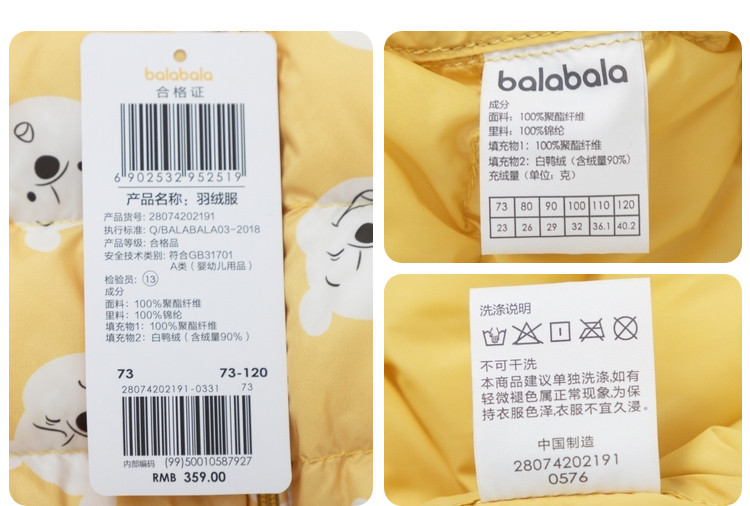 balabala
合格证
6 902532 952519
产品名称：羽绒服
产品货号：28074202191
执行标准：Q/BALABALA03-2018
产品等级：合格品
安全技术类别：符合GB31701
A类（婴幼儿用品）
检验员：⑬
成分
面料：100%聚酯纤维
里料：100%锦纶
填充物1：100%聚酯纤维
填充物2：白鸭绒（含绒量90%）
73 73-120
28074202191-0331 73
内部编码 (99)50010587927
RMB 359.00
balabala
成分
面料：100%聚酯纤维
里料：100%锦纶
填充物1：100%聚酯纤维
填充物2：白鸭绒（含绒量90%）
充绒量（单位：克）
73 80 90 100 110 120
23 26 29 32 36.1 40.2
洗涤说明
不可干洗
本商品建议单独洗涤,如有
轻微褪色属正常现象,为保
持衣服色泽,衣服不宜久浸。
中国制造
28074202191
0576